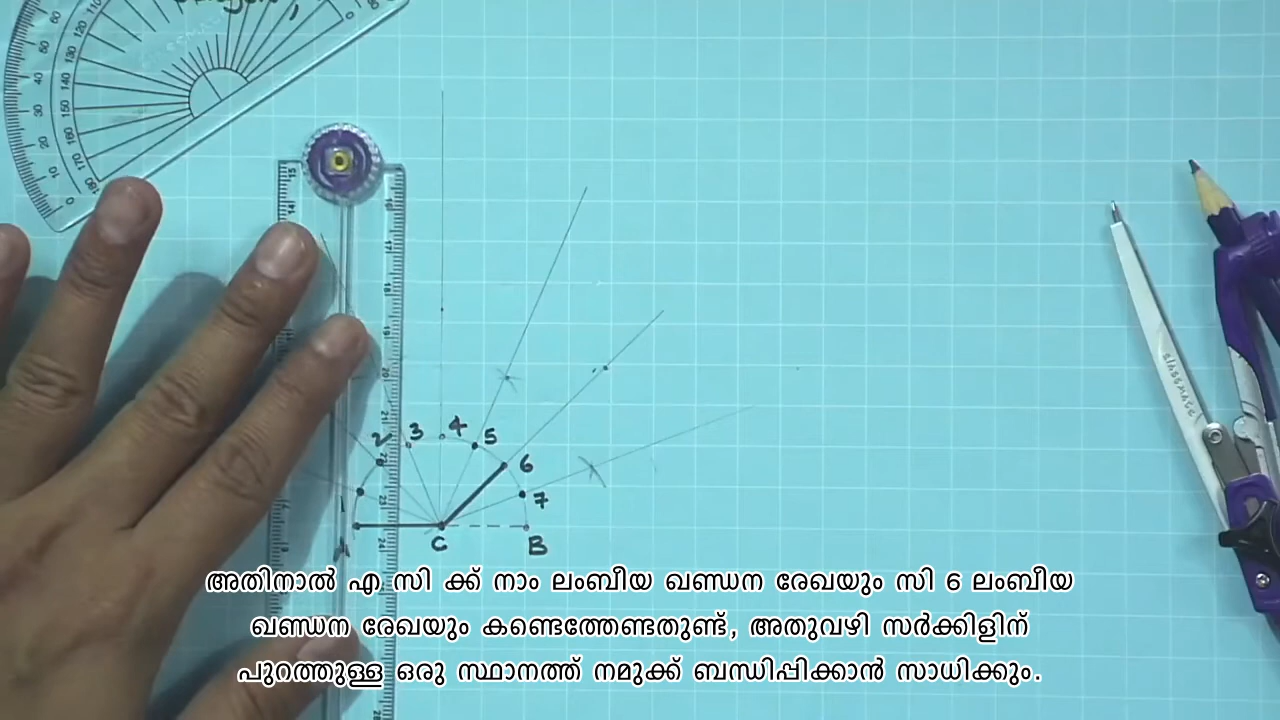 2
3
4
5
6
7
A
C
B
classmate
അതിനാൽ എ സി ക്ക് നാം ലംബീയ ഖണ്ഡന രേഖയും സി 6 ലംബീയ
ഖണ്ഡന രേഖയും കണ്ടെത്തേണ്ടതുണ്ട്, അതുവഴി സർക്കിളിന്
പുറത്തുള്ള ഒരു സ്ഥാനത്ത് നമുക്ക് ബന്ധിപ്പിക്കാൻ സാധിക്കും.